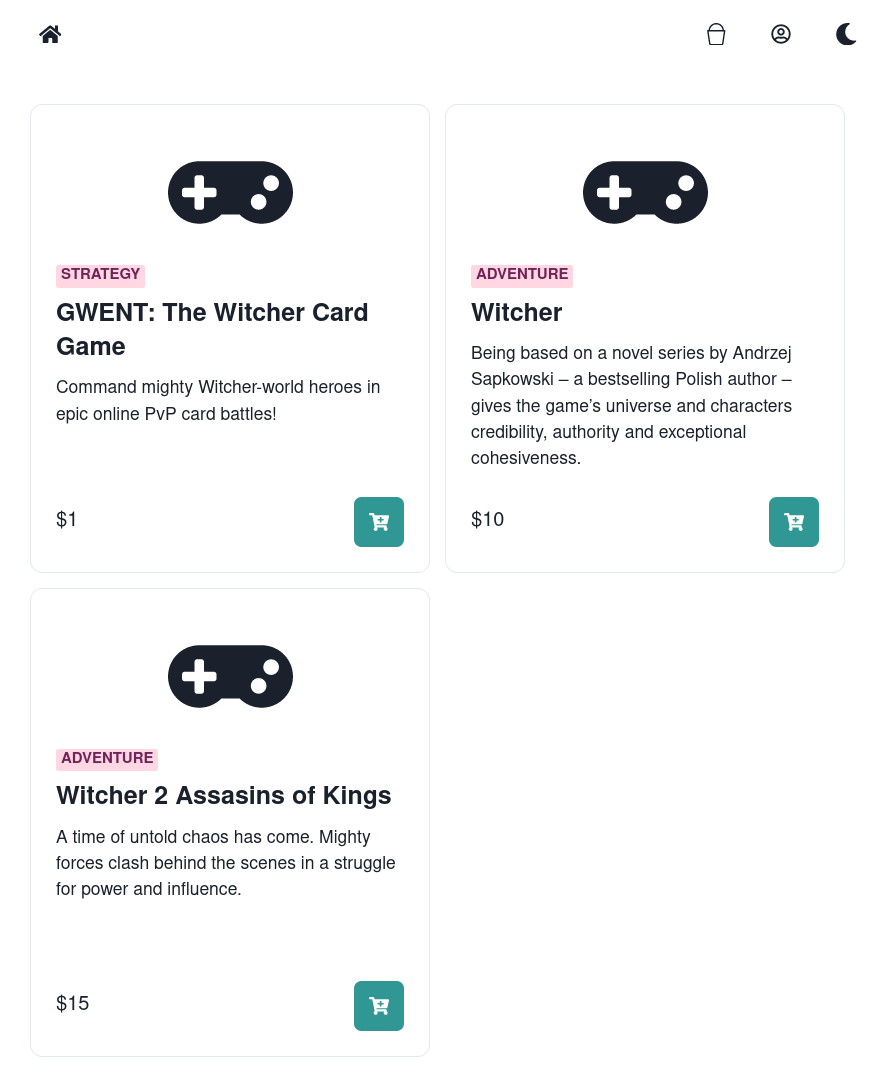 STRATEGY
GWENT: The Witcher Card
Game
Command mighty Witcher-world heroes in
epic online PvP card battles!
$1
ADVENTURE
Witcher
Being based on a novel series by Andrzej
Sapkowski – a bestselling Polish author –
gives the game’s universe and characters
credibility, authority and exceptional
cohesiveness.
$10
ADVENTURE
Witcher 2 Assasins of Kings
A time of untold chaos has come. Mighty
forces clash behind the scenes in a struggle
for power and influence.
$15